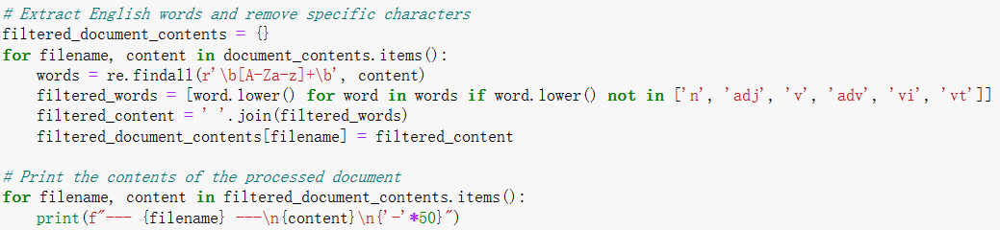 # Extract English words and remove specific characters
filtered_document_contents = {}
for filename, content in document_contents.items():
    words = re.findall(r'\b[A-Za-z]+\b', content)
    filtered_words = [word.lower() for word in words if word.lower() not in ['n', 'adj', 'v', 'adv', 'vi', 'vt']]
    filtered_content = ' '.join(filtered_words)
    filtered_document_contents[filename] = filtered_content

# Print the contents of the processed document
for filename, content in filtered_document_contents.items():
    print(f"--- {filename} ---\n{content}\n{'-'*50}")